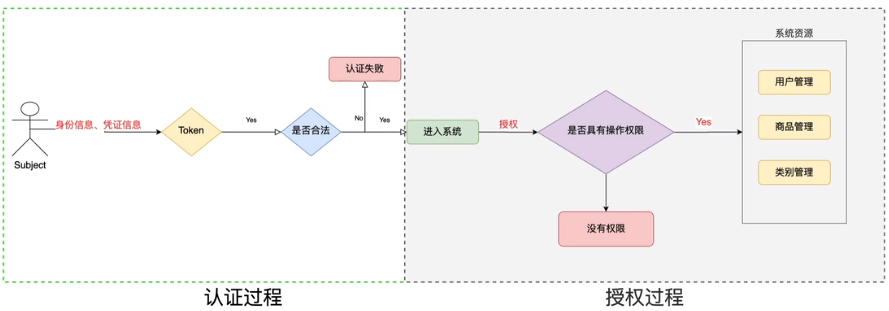 系统资源
认证失败
用户管理
身份信息、凭证信息
Token
Yes
是否合法
No
Yes
进入系统
授权
是否具有操作权限
Yes
商品管理
类别管理
Subject
没有权限
认证过程
授权过程